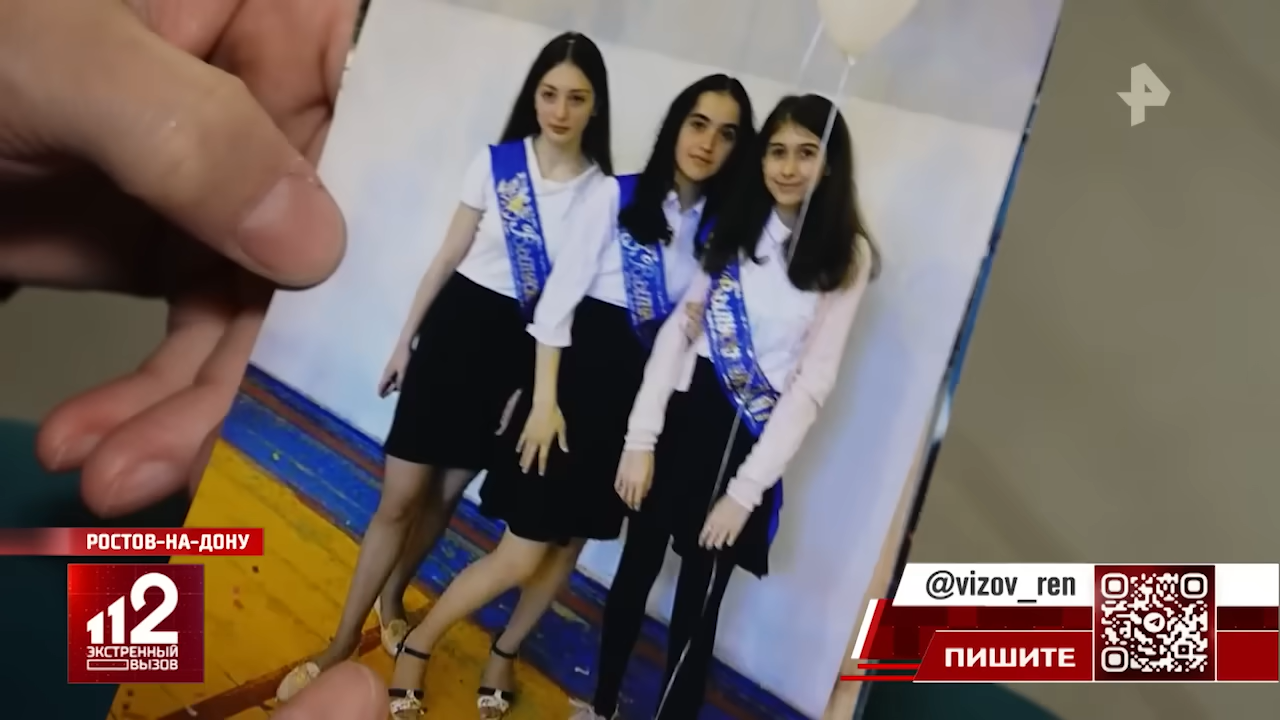 РОСТОВ-НА-ДОНУ
112
ЭКСТРЕННЫЙ
ВЫЗОВ
@vizov_ren
ПИШИТЕ